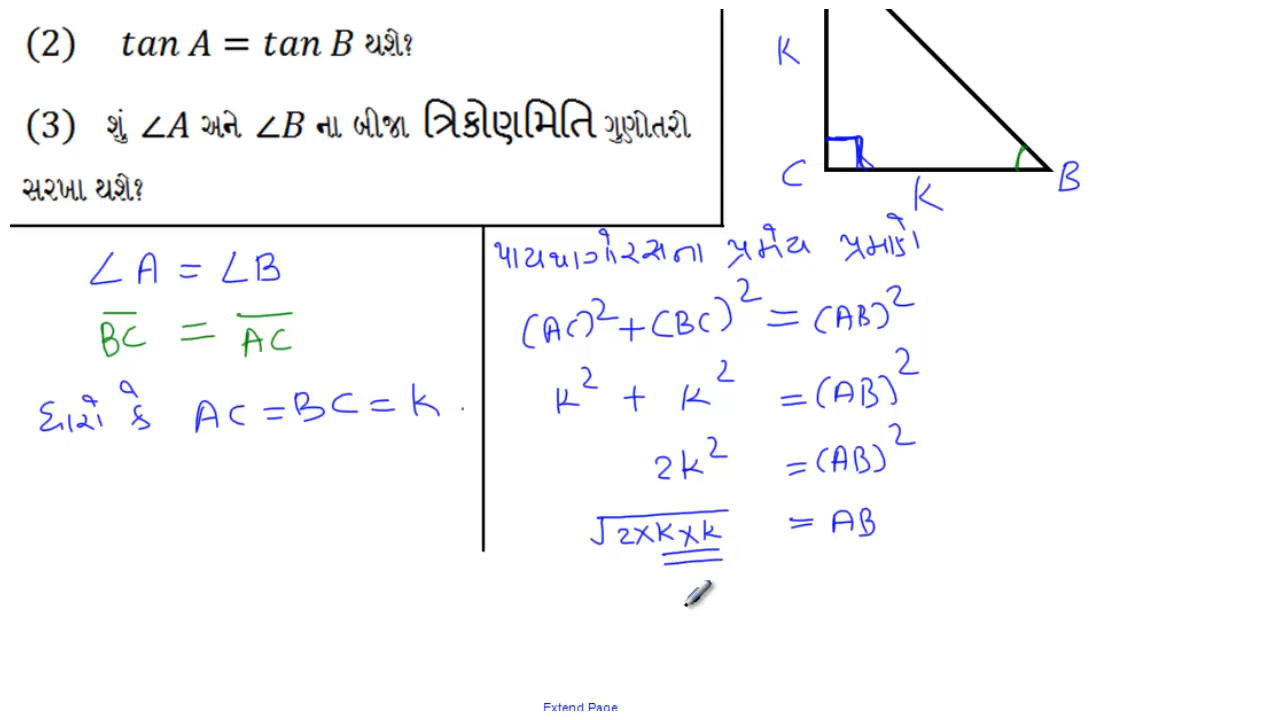 (2) tan A = tan B થશે?
(3) શું ∠A અને ∠B ના બીજા ત્રિકોણમિતિ ગુણોતરો
સરખા થશે?
K
C
K
B
∠A = ∠B
BC = AC
ધારો કે AC = BC = K .
પાયથાગોરસના પ્રમેય પ્રમાણે
(AC)² + (BC)² = (AB)²
K² + K² = (AB)²
2K² = (AB)²
√2×K×K = AB
Extend Page